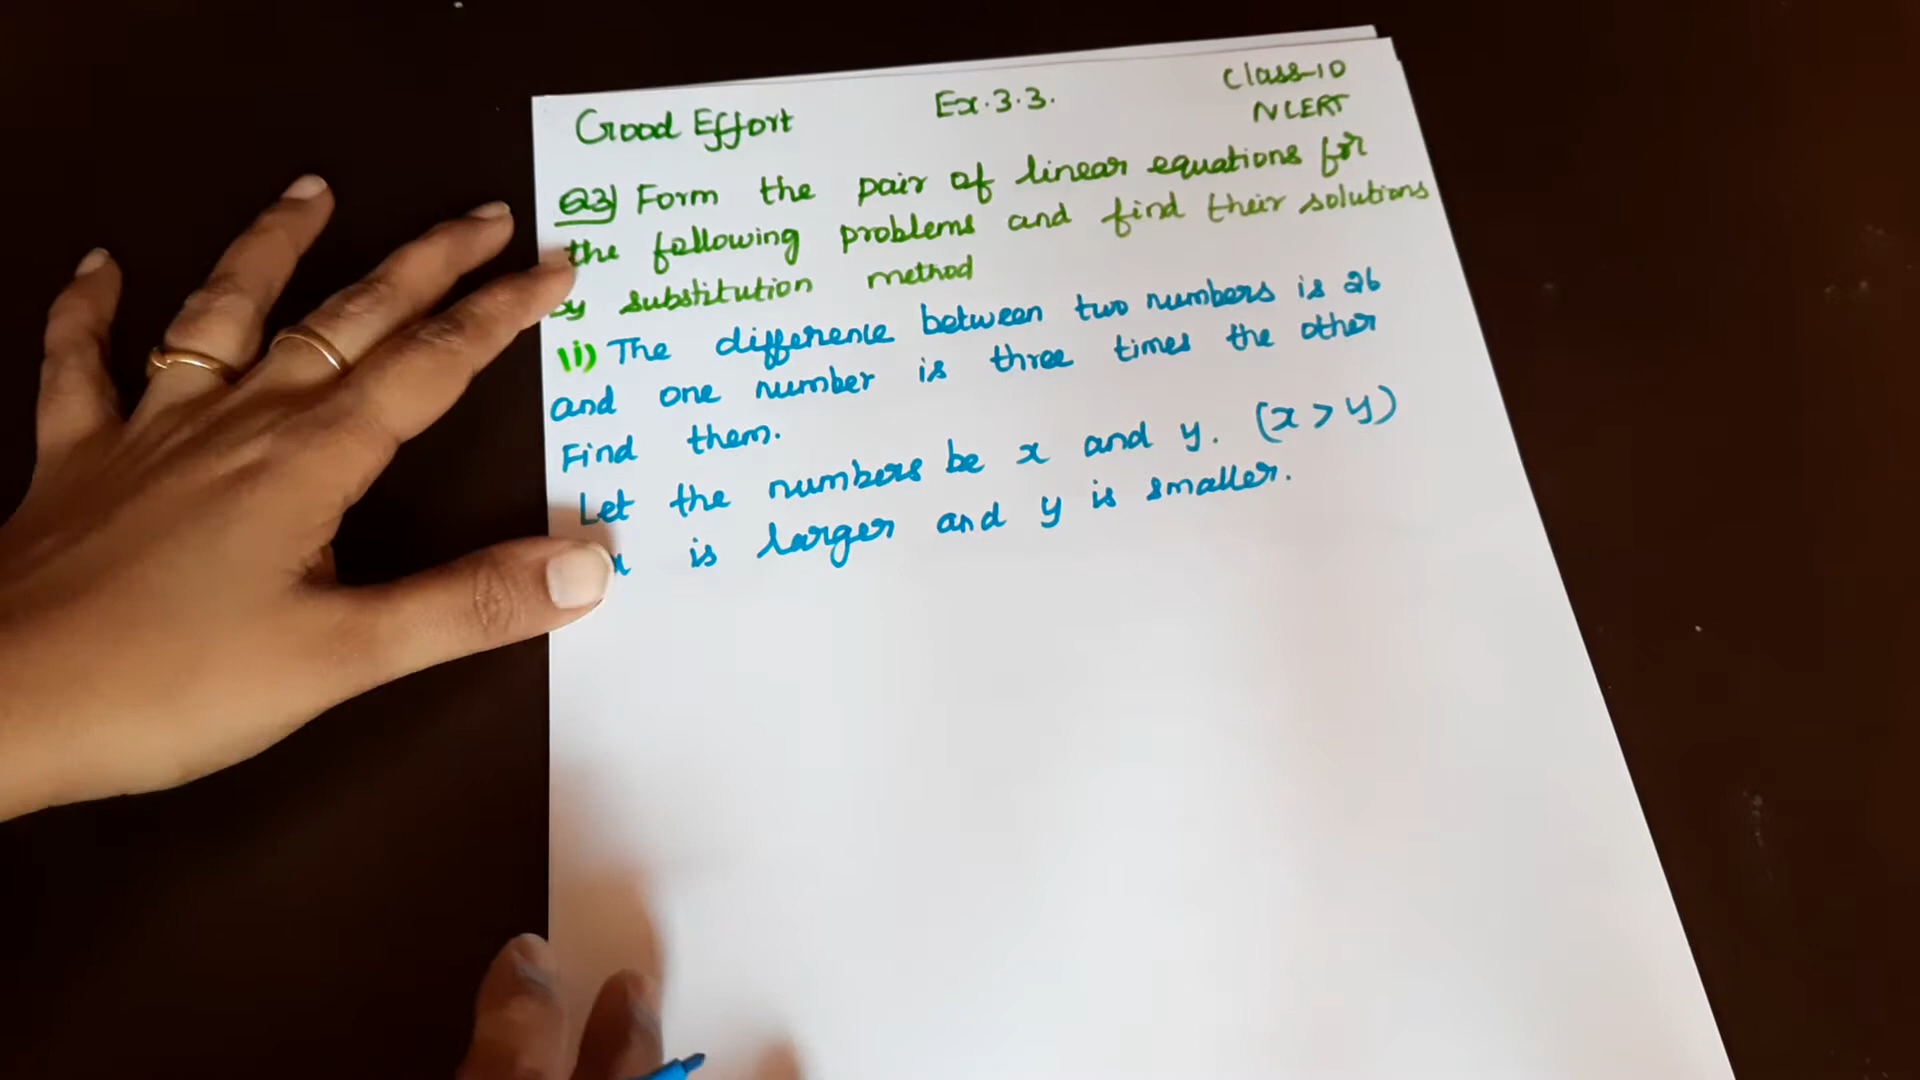 Good Effort Ex.3.3. Class-10
NCERT
Q3) Form the pair of linear equations for
the following problems and find their solutions
by substitution method
(i) The difference between two numbers is 26
and one number is three times the other
Find them.
Let the numbers be x and y. (x > y)
x is larger and y is smaller.